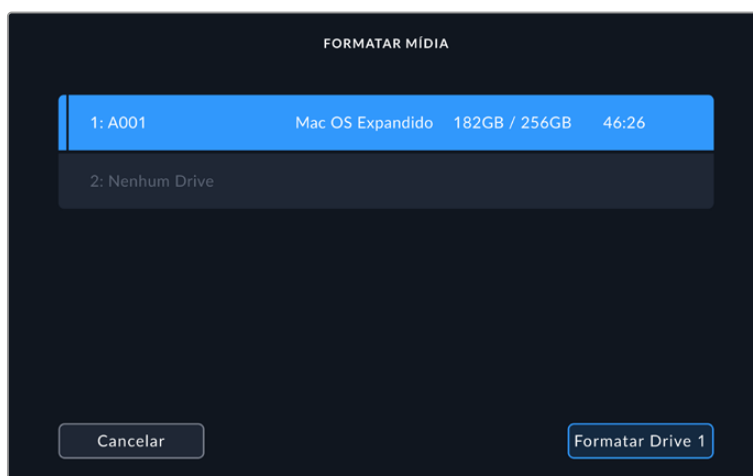 FORMATAR MÍDIA
1: A001 Mac OS Expandido 182GB / 256GB 46:26
2: Nenhum Drive
Cancelar Formatar Drive 1